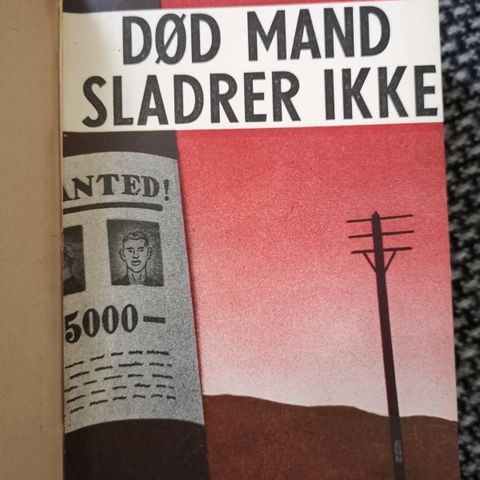 DØD MAND
SLADRER IKKE
ANTED!
5000—